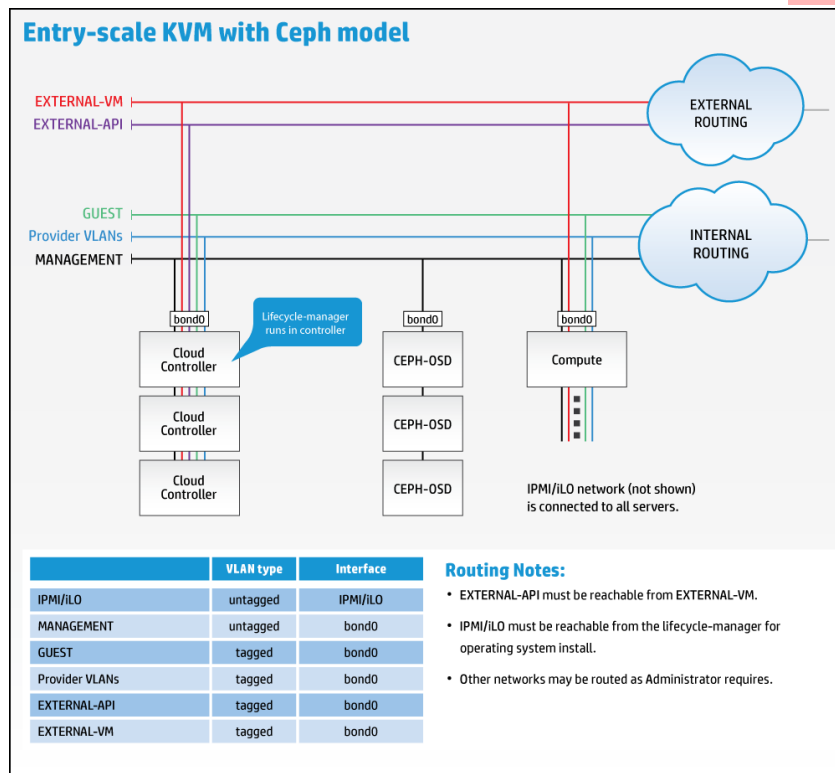 Entry-scale KVM with Ceph model
EXTERNAL-VM
EXTERNAL-API
EXTERNAL
ROUTING
GUEST
Provider VLANs
MANAGEMENT
INTERNAL
ROUTING
bond0
bond0
bond0
Lifecycle-manager
runs in controller
Cloud
Controller
CEPH-OSD
Compute
Cloud
Controller
CEPH-OSD
Cloud
Controller
CEPH-OSD
IPMI/iLO network (not shown)
is connected to all servers.
VLAN type Interface
IPMI/iLO untagged IPMI/iLO
MANAGEMENT untagged bond0
GUEST tagged bond0
Provider VLANs tagged bond0
EXTERNAL-API tagged bond0
EXTERNAL-VM tagged bond0
Routing Notes:
• EXTERNAL-API must be reachable from EXTERNAL-VM.
• IPMI/iLO must be reachable from the lifecycle-manager for
operating system install.
• Other networks may be routed as Administrator requires.